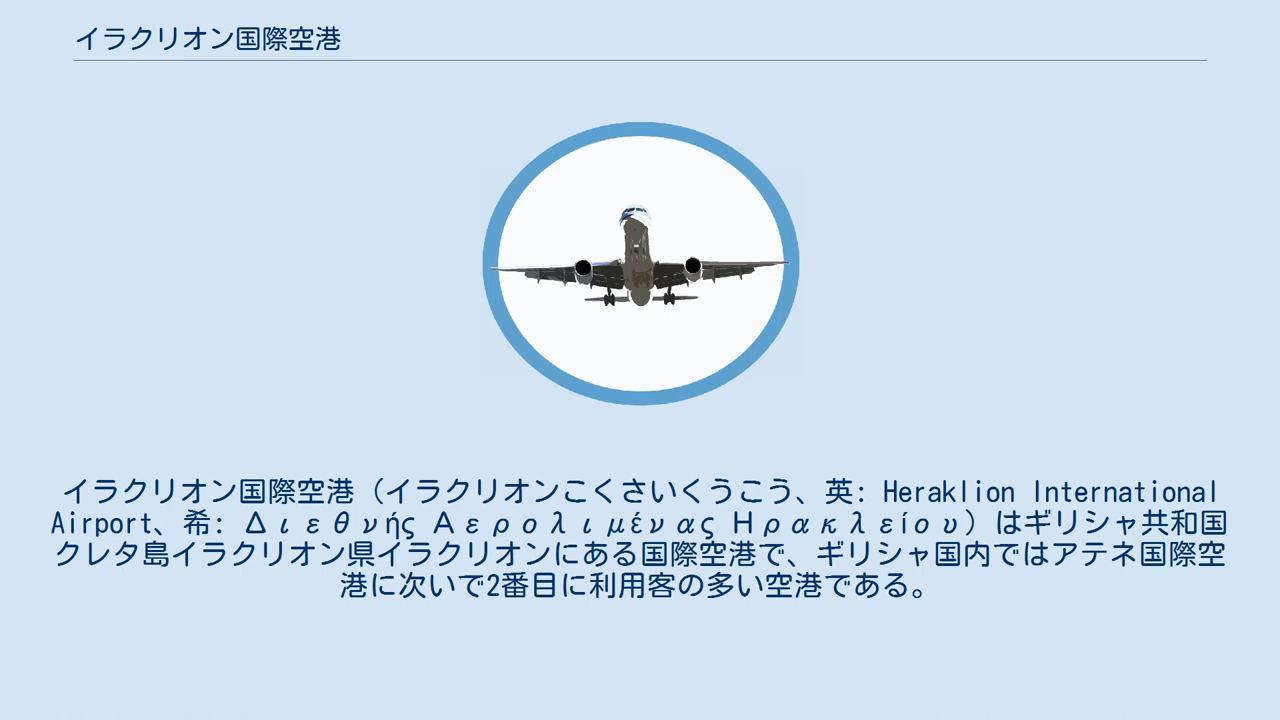 イラクリオン国際空港
イラクリオン国際空港（イラクリオンこくさいくうこう、英: Heraklion International
Airport、希: Διεθνής Αερολιμένας Ηρακλείου）はギリシャ共和国
クレタ島イラクリオン県イラクリオンにある国際空港で、ギリシャ国内ではアテネ国際空
港に次いで2番目に利用客の多い空港である。